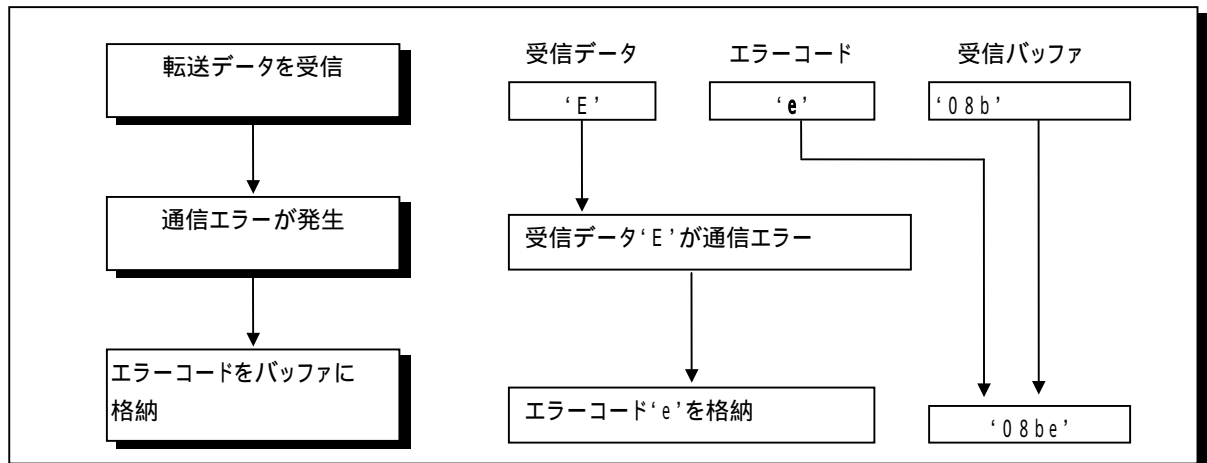 転送データを受信
通信エラーが発生
エラーコードをバッファに
格納
受信データ
エラーコード
受信バッファ
‘E’
‘e’
‘08b’
受信データ‘E’が通信エラー
エラーコード‘e’を格納
‘08be’